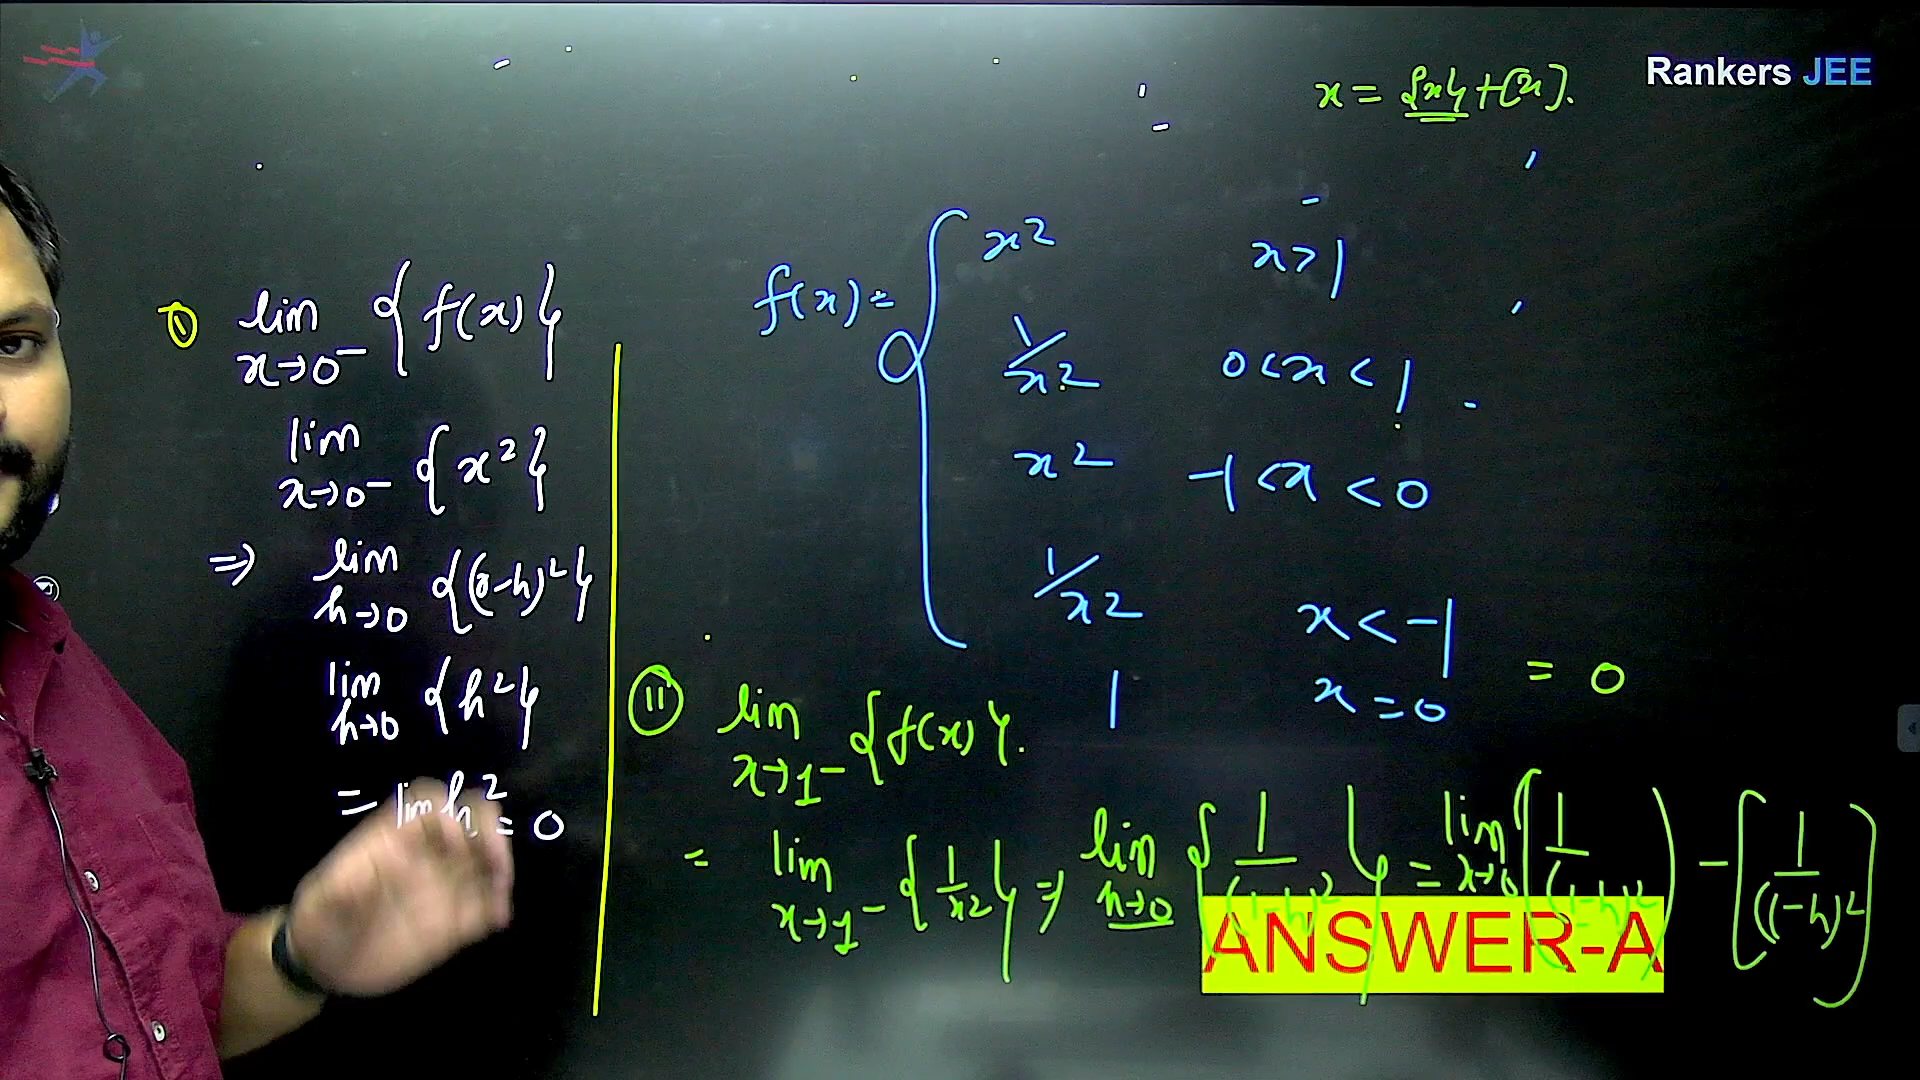 Rankers JEE
x = {x} + [x].
f(x) = { x² x > 1
1/x² 0 < x < 1
x² -1 < x < 0
1/x² x < -1
1 x = 0
① lim x→0⁻ {f(x)}
lim x→0⁻ {x²}
⇒ lim h→0 {(0-h)²}
lim h→0 {h²}
= lim h² = 0
⑪ lim x→1⁻ {f(x)}.
= lim x→1⁻ {1/x²} ⇒ lim h→0 {1/(1-h)²} = lim x→0 (1/(1-h)²) - [1/(1-h)²]
= 0
ANSWER-A